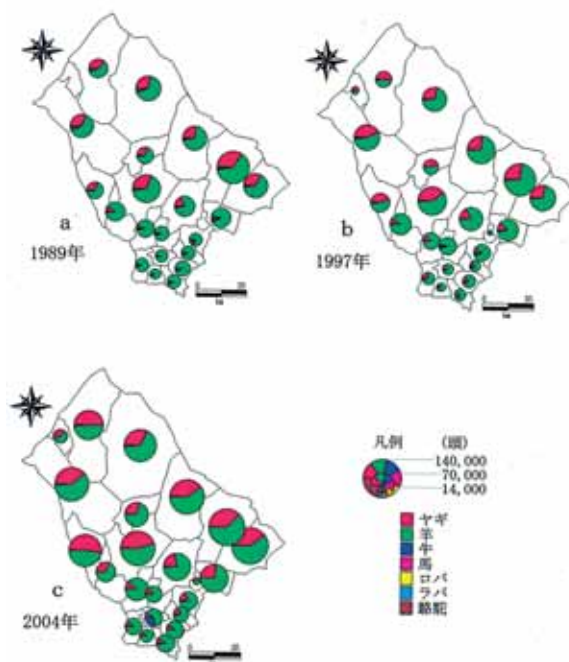 a
1989年
b
1997年
c
2004年
凡例 (頭)
140,000
70,000
14,000
ヤギ
羊
牛
馬
ロバ
ラバ
駱駝